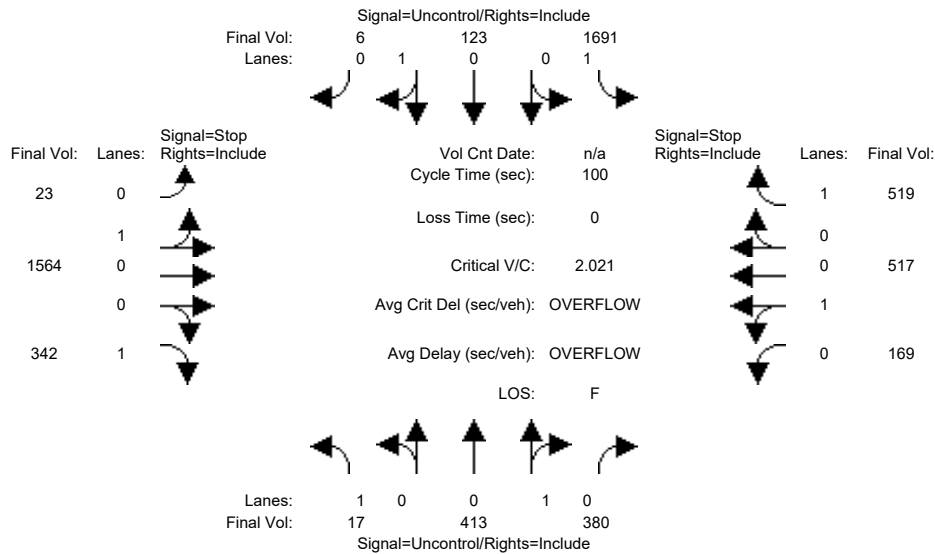 Signal=Uncontrol/Rights=Include
Final Vol: 6 123 1691
Lanes: 0 1 0 0 1
Signal=Stop Signal=Stop
Final Vol: Lanes: Rights=Include Vol Cnt Date: n/a Rights=Include Lanes: Final Vol:
Cycle Time (sec): 100
23 0 1 519
Loss Time (sec): 0
1 0
1564 0 Critical V/C: 2.021 0 517
0 Avg Crit Del (sec/veh): OVERFLOW 1
342 1 Avg Delay (sec/veh): OVERFLOW 0 169
LOS: F
Lanes: 1 0 0 1 0
Final Vol: 17 413 380
Signal=Uncontrol/Rights=Include